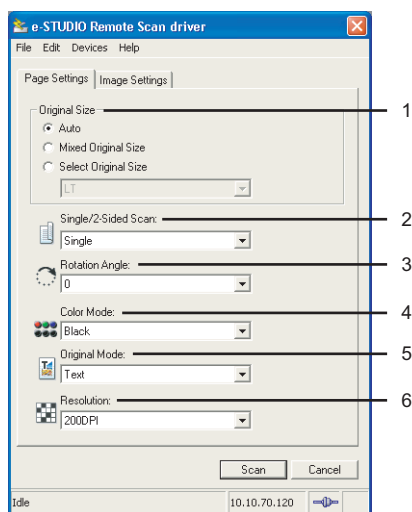 e-STUDIO Remote Scan driver
File Edit Devices Help
Page Settings Image Settings
Original Size 1
Auto
Mixed Original Size
Select Original Size
LT
Single/2-Sided Scan: 2
Single
Rotation Angle: 3
0
Color Mode: 4
Black
Original Mode: 5
Text
Resolution: 6
200DPI
Scan Cancel
Idle 10.10.70.120